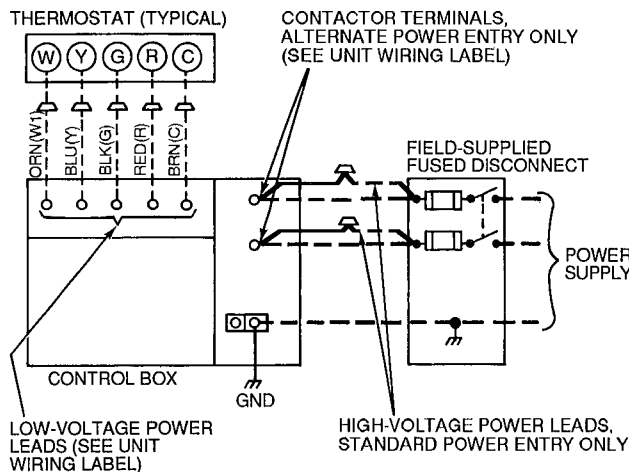 THERMOSTAT (TYPICAL)
W Y G R C
ORN(W1)
BLU(Y)
BLK(G)
RED(R)
BRN(C)
CONTACTOR TERMINALS,
ALTERNATE POWER ENTRY ONLY
(SEE UNIT WIRING LABEL)
FIELD-SUPPLIED
FUSED DISCONNECT
POWER
SUPPLY
CONTROL BOX
GND
LOW-VOLTAGE POWER
LEADS (SEE UNIT
WIRING LABEL)
HIGH-VOLTAGE POWER LEADS,
STANDARD POWER ENTRY ONLY